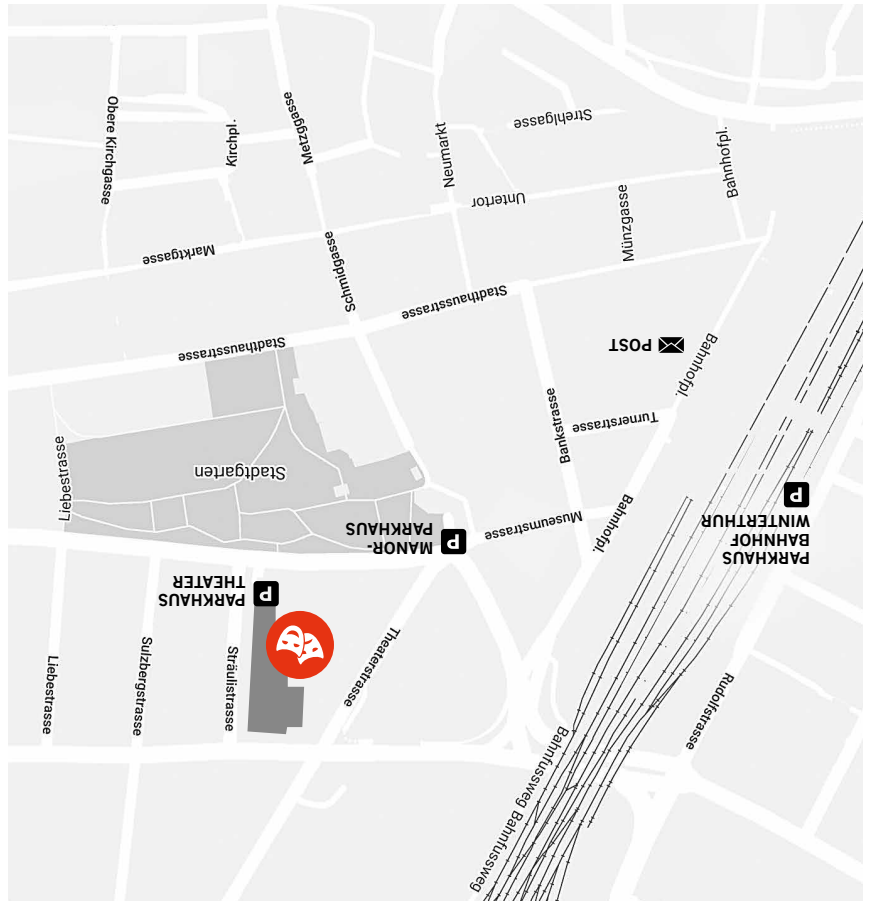 Bahnfussweg Bahnfussweg
Rudolfstrasse
Theaterstrasse
Sträulistrasse
Sulzbergstrasse
Liebestrasse
P
PARKHAUS
THEATER
PARKHAUS
BAHNHOF
WINTERTHUR
P
P
MANOR-
PARKHAUS
Bahnhofpl.
Museumstrasse
Stadtgarten
Liebestrasse
Turnerstrasse
Bankstrasse
Bahnhofpl.
POST
Stadthausstrasse
Stadthausstrasse
Schmidgasse
Marktgasse
Münzgasse
Untertor
Bahnhofpl.
Neumarkt
Obere Kirchgasse
Kirchpl.
Metzggasse
Strehlgasse